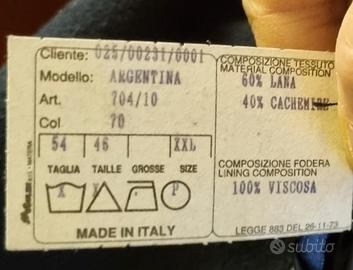 Cliente: 025/00231/0001
Modello: ARGENTINA
Art. 704/10
Col 70
54 46 XXL
TAGLIA TAILLE GROSSE SIZE
P
MADE IN ITALY
COMPOSIZIONE TESSUTO
MATERIAL COMPOSITION
60% LANA
40% CACHEMIRE
COMPOSIZIONE FODERA
LINING COMPOSITION
100% VISCOSA
LEGGE 883 DEL 26-11-73
subito